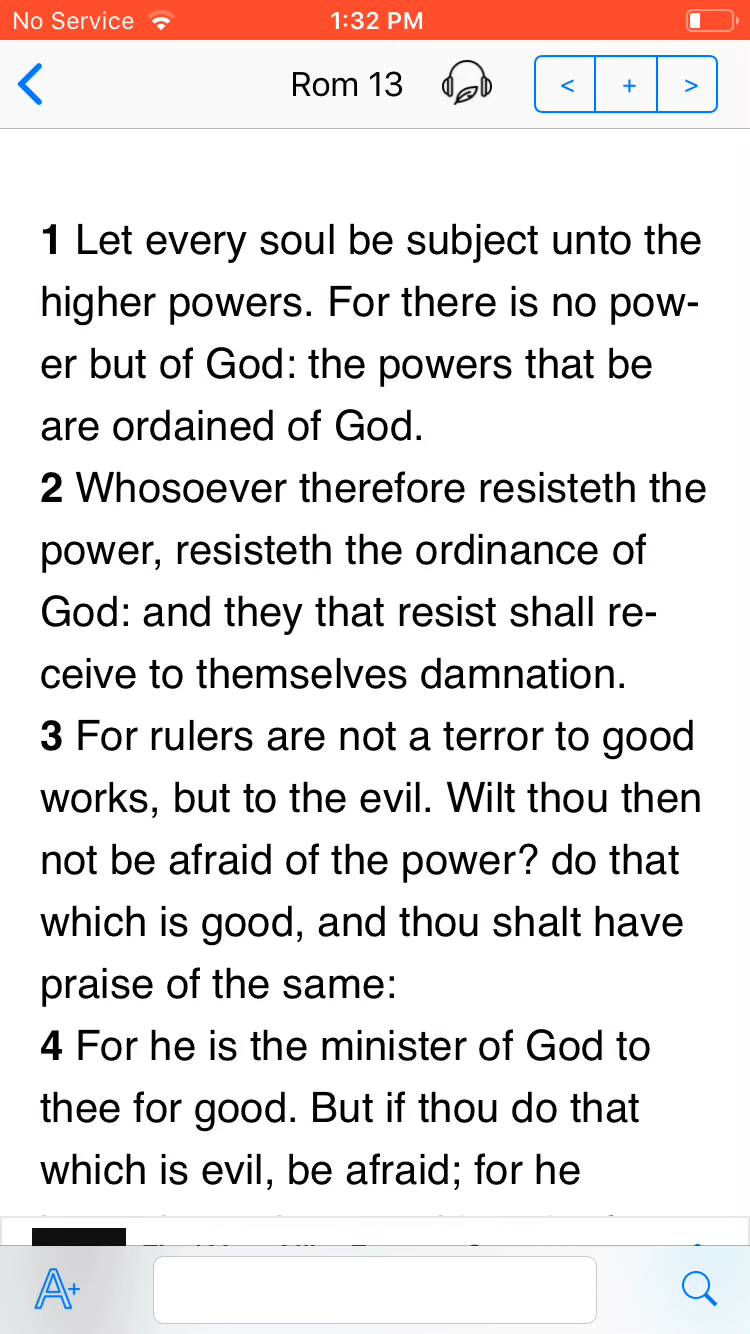 No Service 1:32 PM
Rom 13 < + >
1 Let every soul be subject unto the
higher powers. For there is no pow-
er but of God: the powers that be
are ordained of God.
2 Whosoever therefore resisteth the
power, resisteth the ordinance of
God: and they that resist shall re-
ceive to themselves damnation.
3 For rulers are not a terror to good
works, but to the evil. Wilt thou then
not be afraid of the power? do that
which is good, and thou shalt have
praise of the same:
4 For he is the minister of God to
thee for good. But if thou do that
which is evil, be afraid; for he
A+